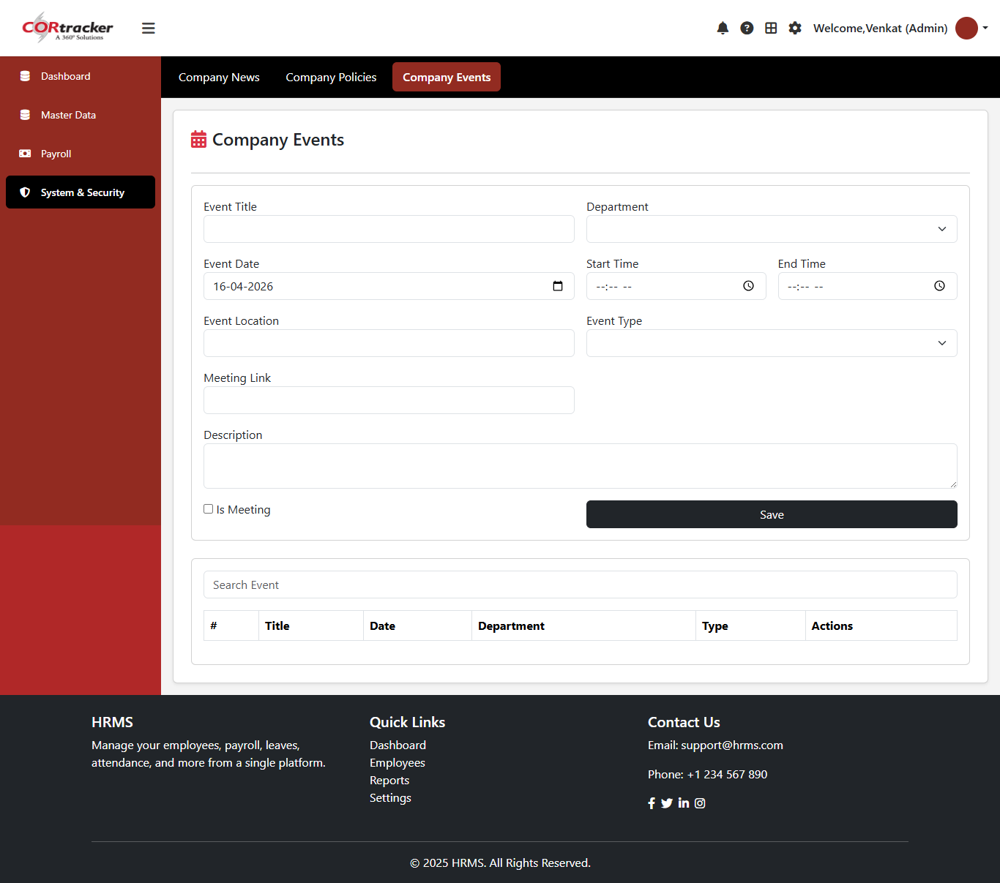 CORtracker
A 360° Solutions
Welcome,Venkat (Admin)
Dashboard
Master Data
Payroll
System & Security
Company News
Company Policies
Company Events
Company Events
Event Title
Department
Event Date
Start Time
End Time
16-04-2026
--:-- --
--:-- --
Event Location
Event Type
Meeting Link
Description
Is Meeting
Save
Search Event
# Title Date Department Type Actions
HRMS
Manage your employees, payroll, leaves,
attendance, and more from a single platform.
Quick Links
Dashboard
Employees
Reports
Settings
Contact Us
Email: support@hrms.com
Phone: +1 234 567 890
© 2025 HRMS. All Rights Reserved.